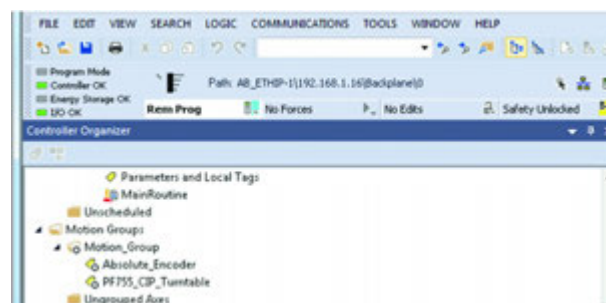 FILE EDIT VIEW SEARCH LOGIC COMMUNICATIONS TOOLS WINDOW HELP
Program Mode
Controller OK
Energy Storage OK
I/O OK
Path: AB_ETHIP-1\192.168.1.16\Backplane\0
Rem Prog
No Forces
No Edits
Safety Unlocked
Controller Organizer
Parameters and Local Tags
MainRoutine
Unscheduled
Motion Groups
Motion_Group
Absolute_Encoder
PF755_CIP_Turntable
Ungrouped Axes